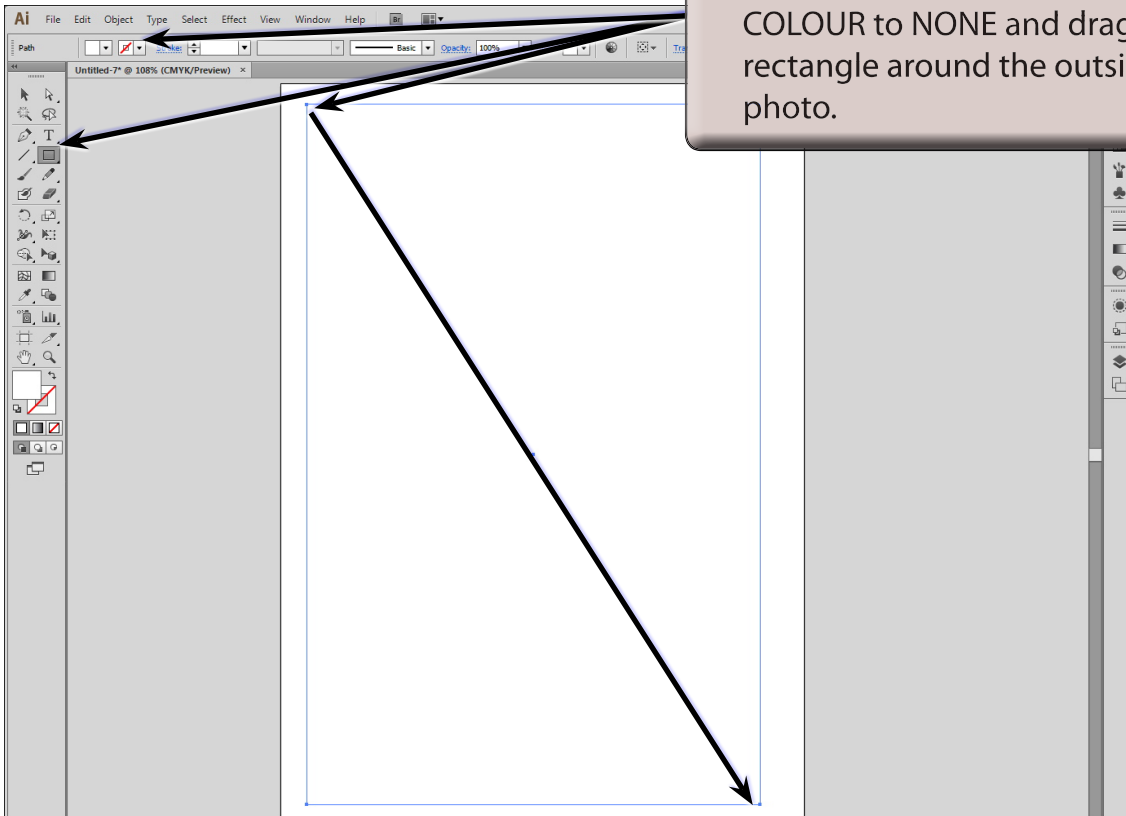 Ai File Edit Object Type Select Effect View Window Help Br
COLOUR to NONE and drag
rectangle around the outsi
photo.
Path Basic Opacity: 100%
Untitled-7* @ 108% (CMYK/Preview) ×
T